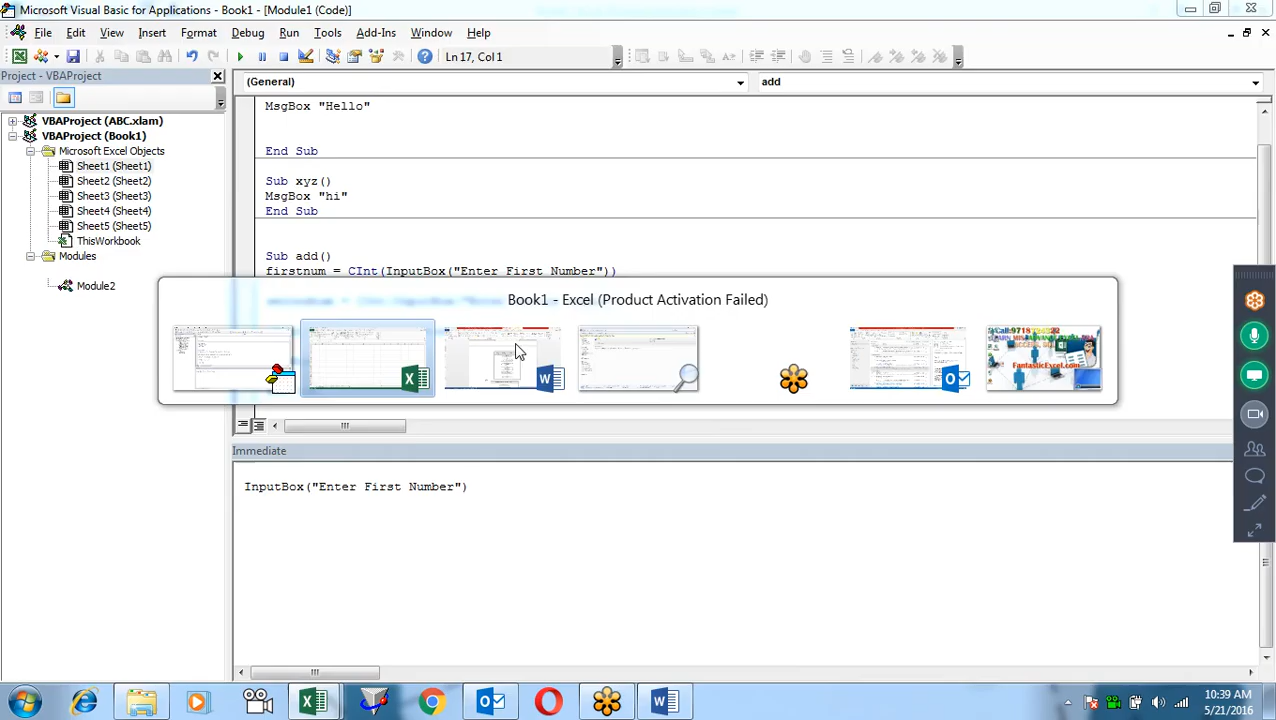 Microsoft Visual Basic for Applications - Book1 - [Module1 (Code)]
File Edit View Insert Format Debug Run Tools Add-Ins Window Help
Ln 17, Col 1
Project - VBAProject
(General)
add
VBAProject (ABC.xlam)
VBAProject (Book1)
Microsoft Excel Objects
Sheet1 (Sheet1)
Sheet2 (Sheet2)
Sheet3 (Sheet3)
Sheet4 (Sheet4)
Sheet5 (Sheet5)
ThisWorkbook
Modules
Module2
MsgBox "Hello"
End Sub
Sub xyz()
MsgBox "hi"
End Sub
Sub add()
firstnum = CInt(InputBox("Enter First Number"))
Book1 - Excel (Product Activation Failed)
FantasticExcel.com
Immediate
InputBox("Enter First Number")
10:39 AM
5/21/2016